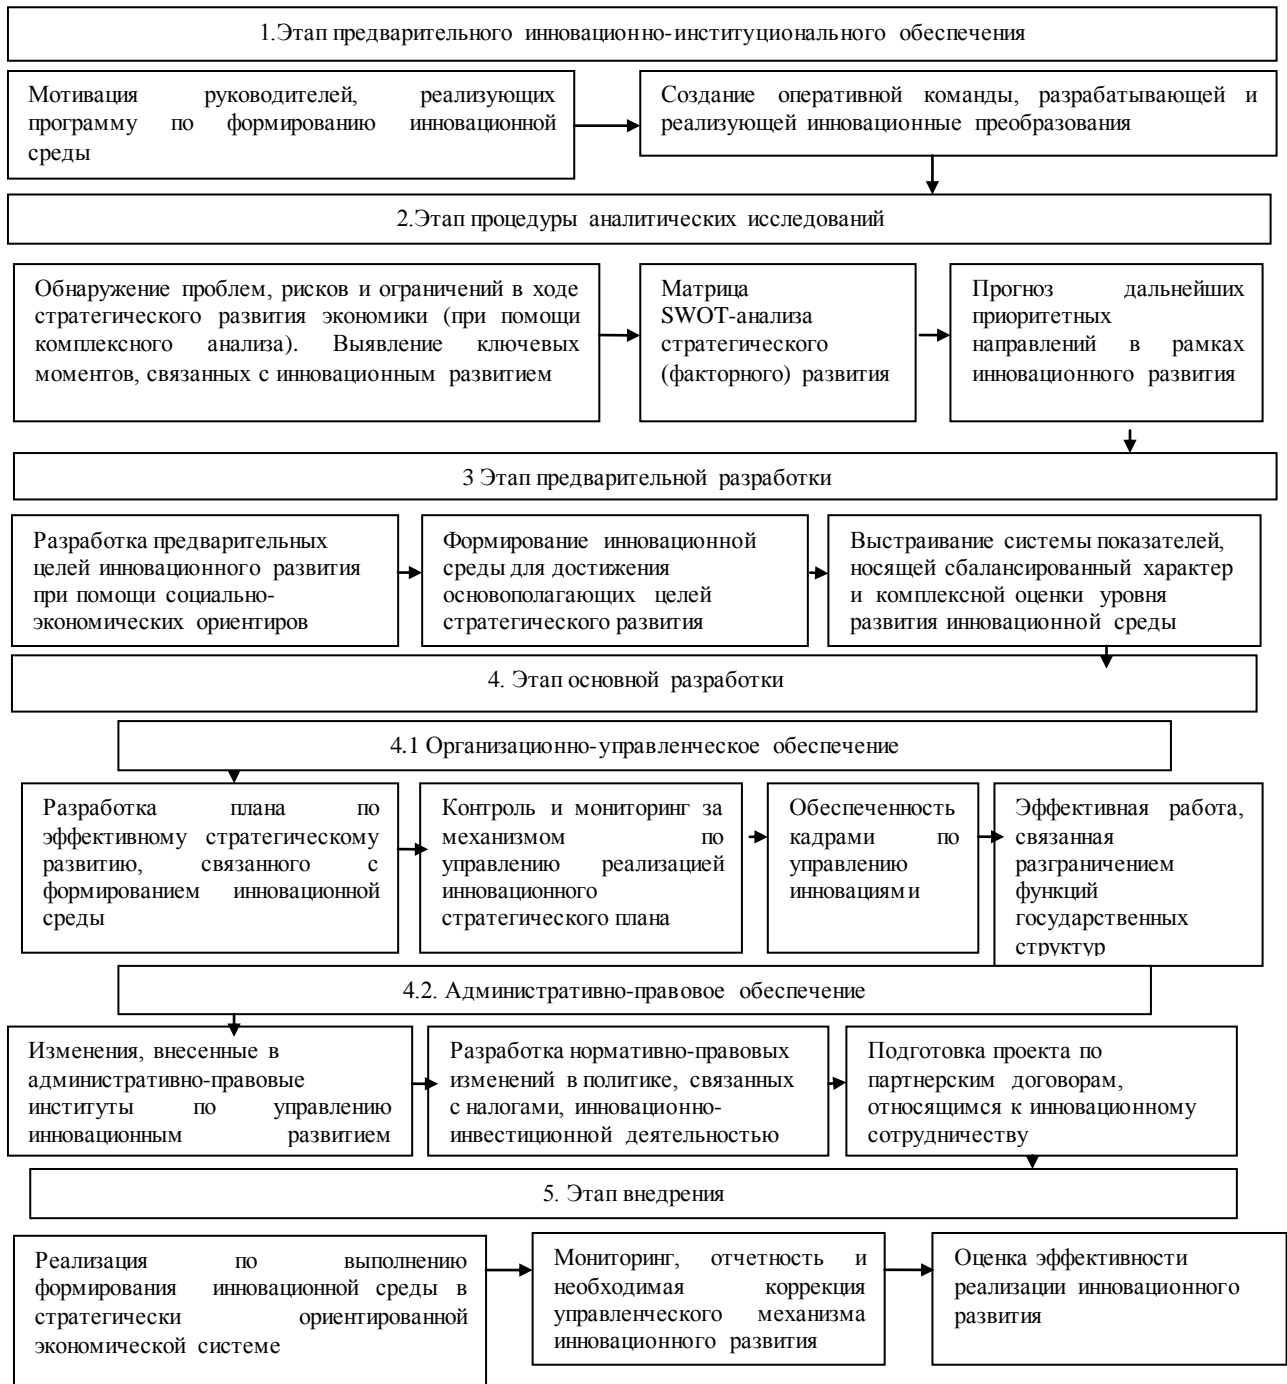 1.Этап предварительного инновационно-институционального обеспечения
Мотивация руководителей, реализующих
программу по формированию инновационной
среды
Создание оперативной команды, разрабатывающей и
реализующей инновационные преобразования
2.Этап процедуры аналитических исследований
Обнаружение проблем, рисков и ограничений в ходе
стратегического развития экономики (при помощи
комплексного анализа). Выявление ключевых
моментов, связанных с инновационным развитием
Матрица
SWOT-анализа
стратегического
(факторного) развития
Прогноз дальнейших
приоритетных
направлений в рамках
инновационного развития
3 Этап предварительной разработки
Разработка предварительных
целей инновационного развития
при помощи социально-
экономических ориентиров
Формирование инновационной
среды для достижения
основополагающих целей
стратегического развития
Выстраивание системы показателей,
носящей сбалансированный характер
и комплексной оценки уровня
развития инновационной среды
4. Этап основной разработки
4.1 Организационно-управленческое обеспечение
Разработка плана по
эффективному стратегическому
развитию, связанного с
формированием инновационной
среды
Контроль и мониторинг за
механизмом по
управлению реализацией
инновационного
стратегического плана
Обеспеченность
кадрами по
управлению
инновациями
Эффективная работа,
связанная
разграничением
функций
государственных
структур
4.2. Административно-правовое обеспечение
Изменения, внесенные в
административно-правовые
институты по управлению
инновационным развитием
Разработка нормативно-правовых
изменений в политике, связанных
с налогами, инновационно-
инвестиционной деятельностью
Подготовка проекта по
партнерским договорам,
относящимся к инновационному
сотрудничеству
5. Этап внедрения
Реализация по выполнению
формирования инновационной среды в
стратегически ориентированной
экономической системе
Мониторинг, отчетность и
необходимая коррекция
управленческого механизма
инновационного развития
Оценка эффективности
реализации инновационного
развития